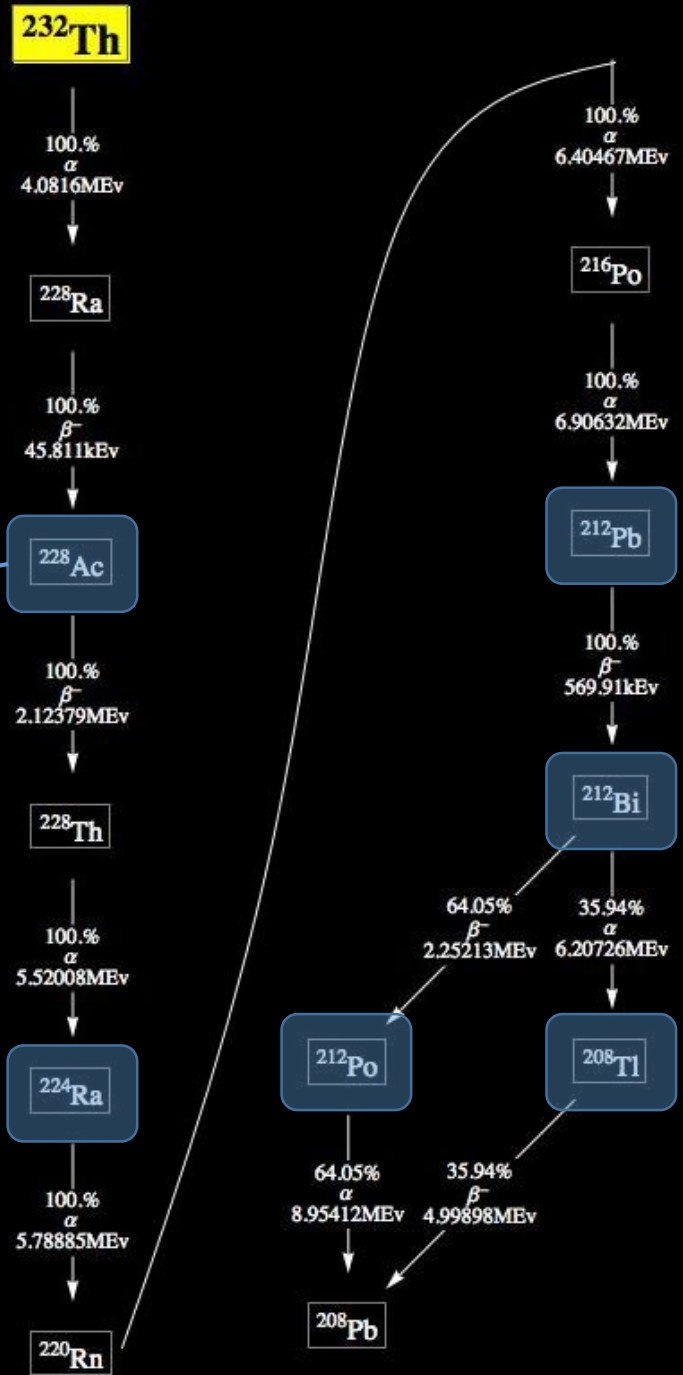 ²³²Th
100.%
α
4.0816MEv
²²⁸Ra
100.%
β⁻
45.811kEv
²²⁸Ac
100.%
β⁻
2.12379MEv
²²⁸Th
100.%
α
5.52008MEv
²²⁴Ra
100.%
α
5.78885MEv
²²⁰Rn
100.%
α
6.40467MEv
²¹⁶Po
100.%
α
6.90632MEv
²¹²Pb
100.%
β⁻
569.91kEv
²¹²Bi
64.05%
β⁻
2.25213MEv
35.94%
α
6.20726MEv
²¹²Po
²⁰⁸Tl
64.05%
α
8.95412MEv
35.94%
β⁻
4.99898MEv
²⁰⁸Pb